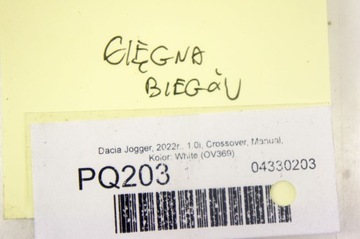 CIĘGNA
BIEGÓW
Dacia Jogger, 2022r., 1.0i, Crossover, Manual,
Kolor: White (OV369)
PQ203
04330203